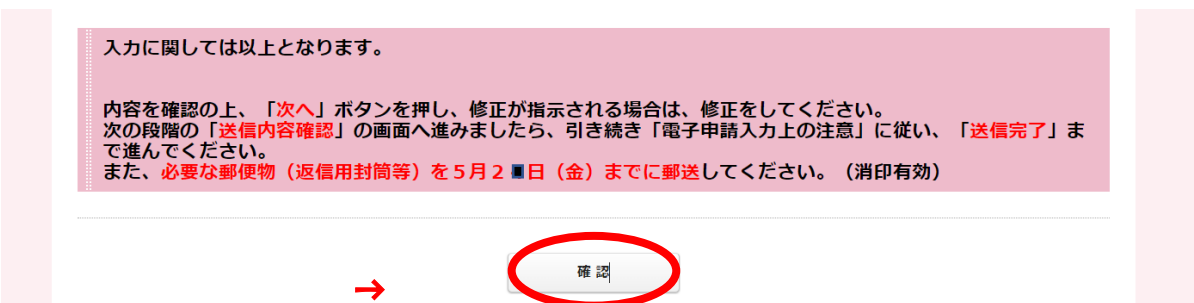 入力に関しては以上となります。
内容を確認の上、「次へ」ボタンを押し、修正が指示される場合は、修正をしてください。
次の段階の「送信内容確認」の画面へ進みましたら、引き続き「電子申請入力上の注意」に従い、「送信完了」ま
で進んでください。
また、必要な郵便物（返信用封筒等）を５月２■日（金）までに郵送してください。（消印有効）
確 認
→